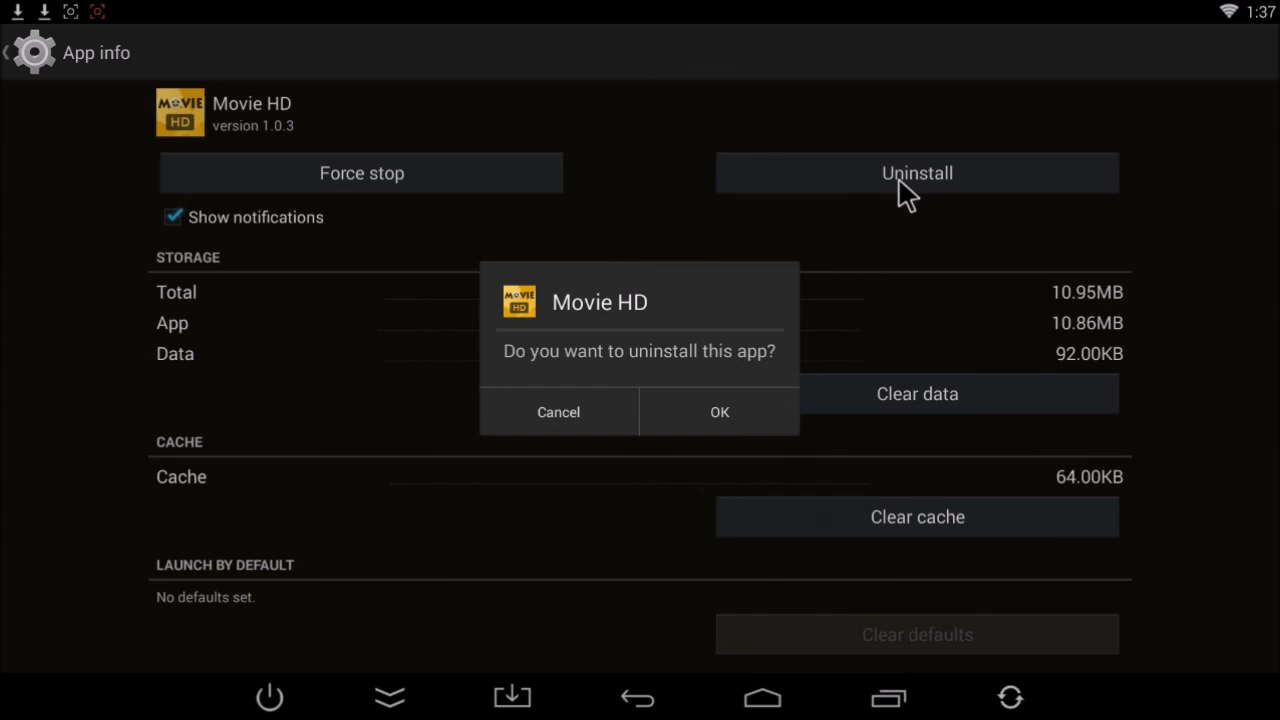 1:37
App info
MOVIE
HD
Movie HD
version 1.0.3
Force stop
Uninstall
Show notifications
STORAGE
Total 10.95MB
App 10.86MB
Data 92.00KB
MOVIE
HD
Movie HD
Do you want to uninstall this app?
Cancel OK
Clear data
CACHE
Cache 64.00KB
Clear cache
LAUNCH BY DEFAULT
No defaults set.
Clear defaults